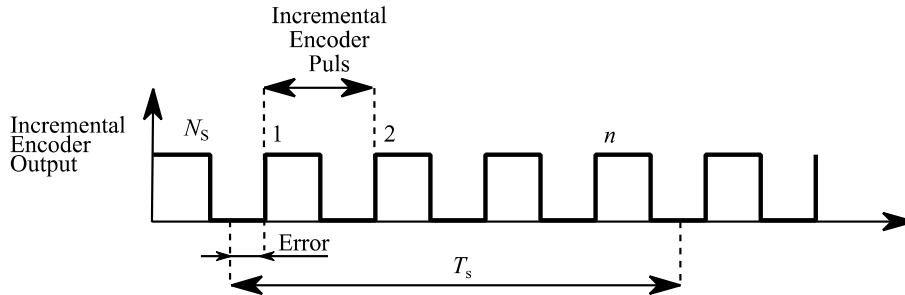 Incremental
Encoder
Puls
Incremental
Encoder
Output
N_S
1
2
n
Error
T_s